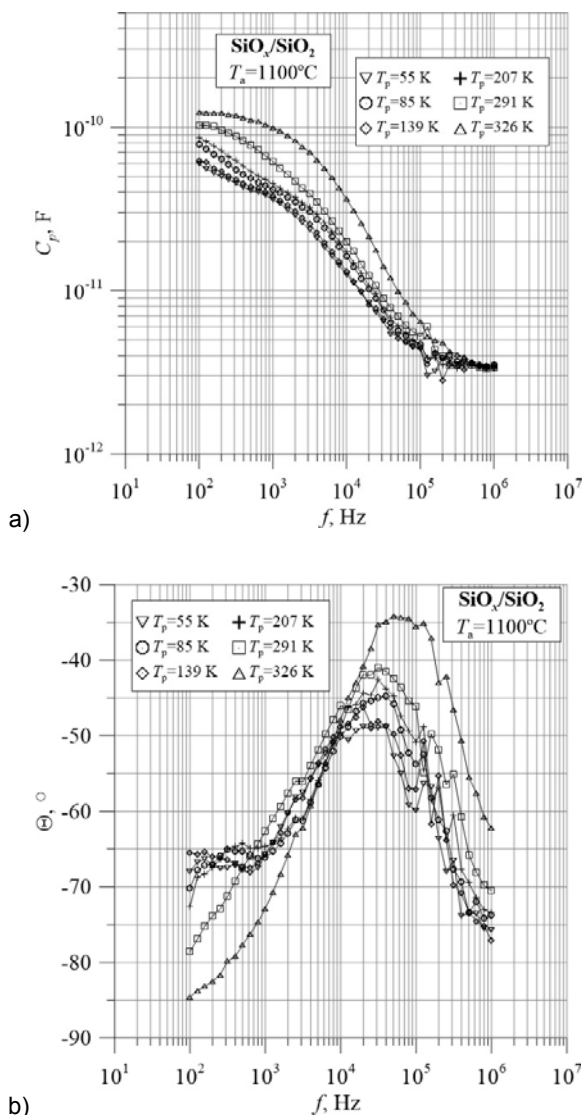 SiOₓ/SiO₂
Tₐ=1100°C
Tₚ=55 K
Tₚ=207 K
Tₚ=85 K
Tₚ=291 K
Tₚ=139 K
Tₚ=326 K
10⁻¹⁰
10⁻¹¹
10⁻¹²
Cₚ, F
10¹ 10² 10³ 10⁴ 10⁵ 10⁶ 10⁷
f, Hz
a)
SiOₓ/SiO₂
Tₐ=1100°C
Tₚ=55 K
Tₚ=207 K
Tₚ=85 K
Tₚ=291 K
Tₚ=139 K
Tₚ=326 K
-30
-40
-50
-60
-70
-80
-90
Θ, °
10¹ 10² 10³ 10⁴ 10⁵ 10⁶ 10⁷
f, Hz
b)